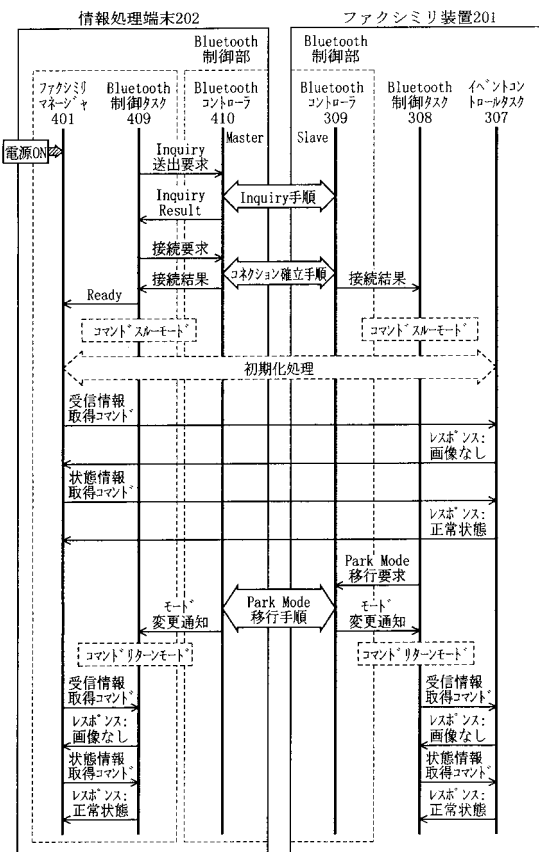 情報処理端末202
ファクシミリ装置201
Bluetooth
制御部
Bluetooth
制御部
ファクシミリ
マネージャ
401
Bluetooth
制御タスク
409
Bluetooth
コントローラ
410
Bluetooth
コントローラ
309
Bluetooth
制御タスク
308
イベントコン
トロールタスク
307
電源ON
Master
Slave
Inquiry
送出要求
Inquiry手順
Inquiry
Result
接続要求
コネクション確立手順
接続結果
接続結果
Ready
コマンドスルーモード
コマンドスルーモード
初期化処理
受信情報
取得コマンド
レスポンス:
画像なし
状態情報
取得コマンド
レスポンス:
正常状態
Park Mode
移行要求
Park Mode
移行手順
モード
変更通知
モード
変更通知
コマンドリターンモード
コマンドリターンモード
受信情報
取得コマンド
受信情報
取得コマンド
レスポンス:
画像なし
レスポンス:
画像なし
状態情報
取得コマンド
状態情報
取得コマンド
レスポンス:
正常状態
レスポンス:
正常状態